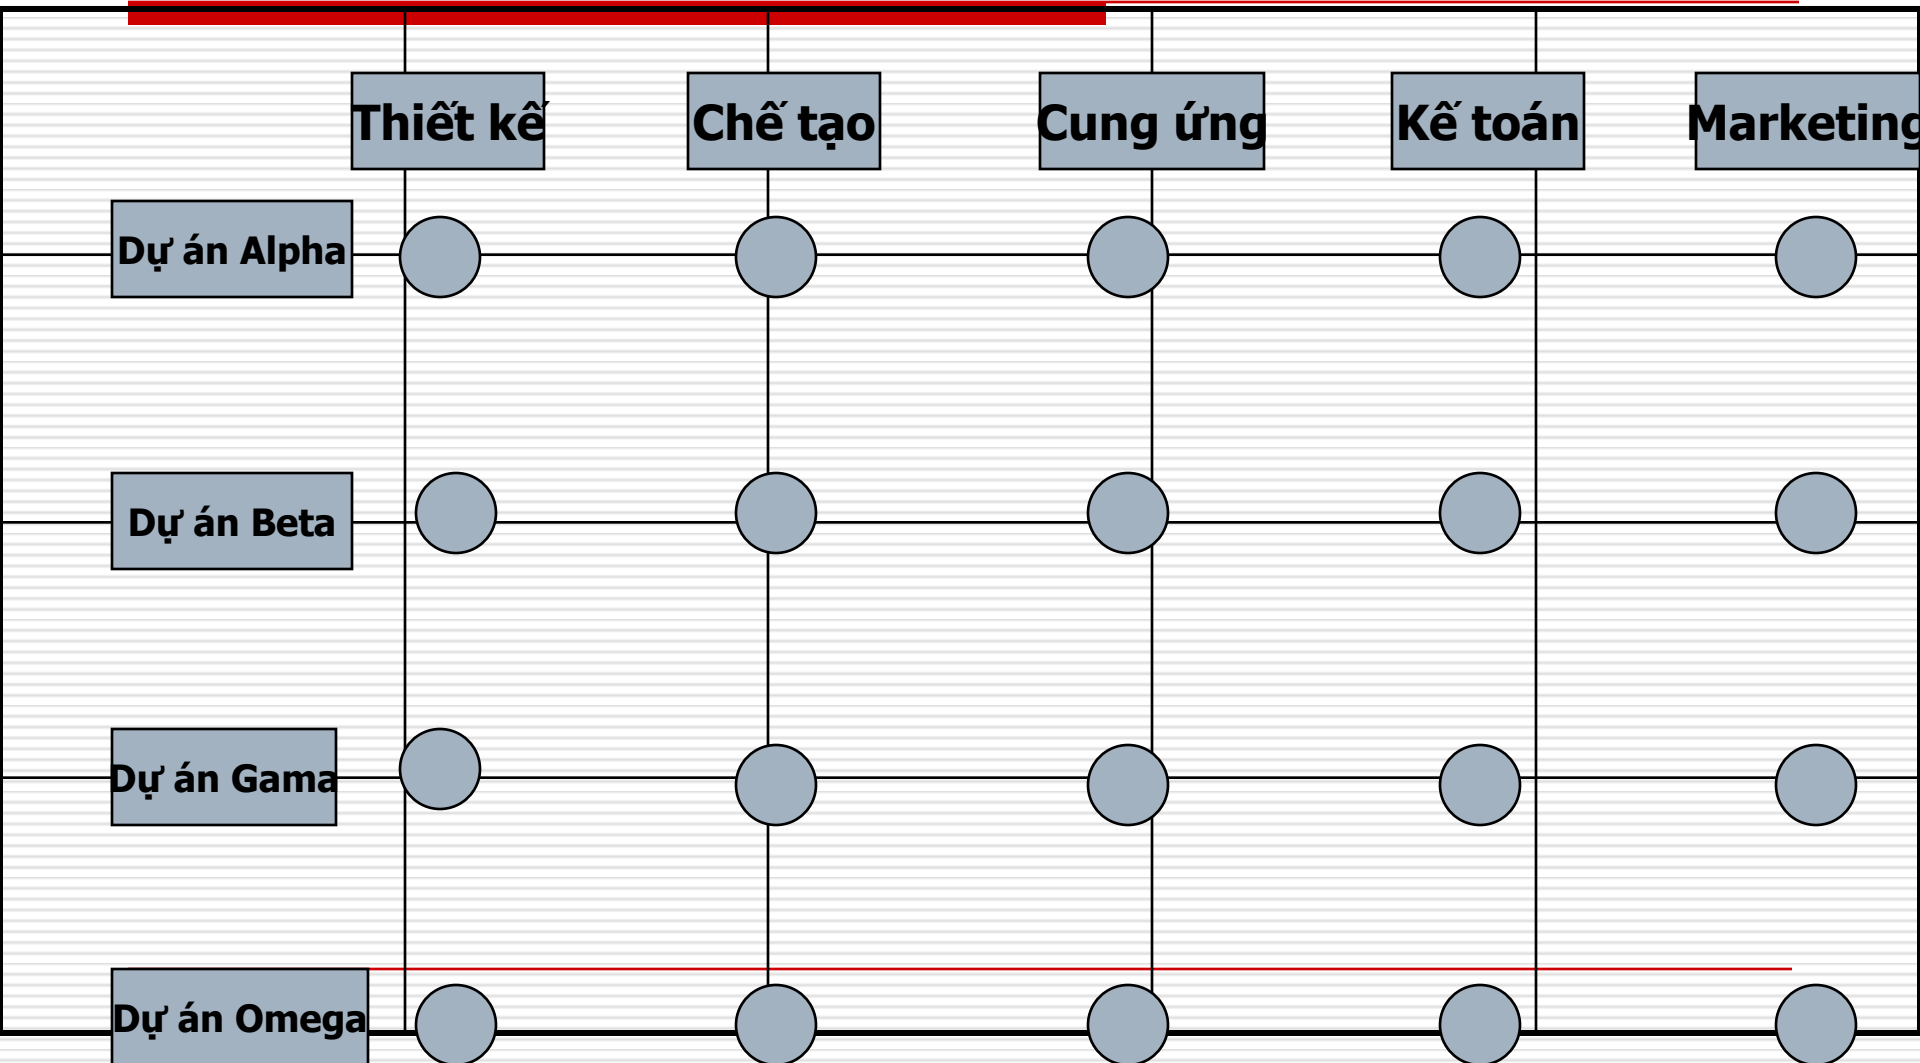 Thiết kế
Chế tạo
Cung ứng
Kế toán
Marketing
Dự án Alpha
Dự án Beta
Dự án Gama
Dự án Omega